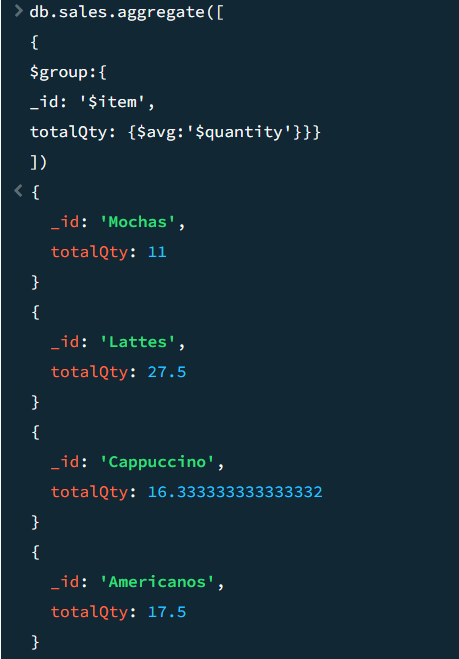 > db.sales.aggregate([
{
$group:{
_id: '$item',
totalQty: {$avg:'$quantity'}}}
])
< {
_id: 'Mochas',
totalQty: 11
}
{
_id: 'Lattes',
totalQty: 27.5
}
{
_id: 'Cappuccino',
totalQty: 16.333333333333332
}
{
_id: 'Americanos',
totalQty: 17.5
}